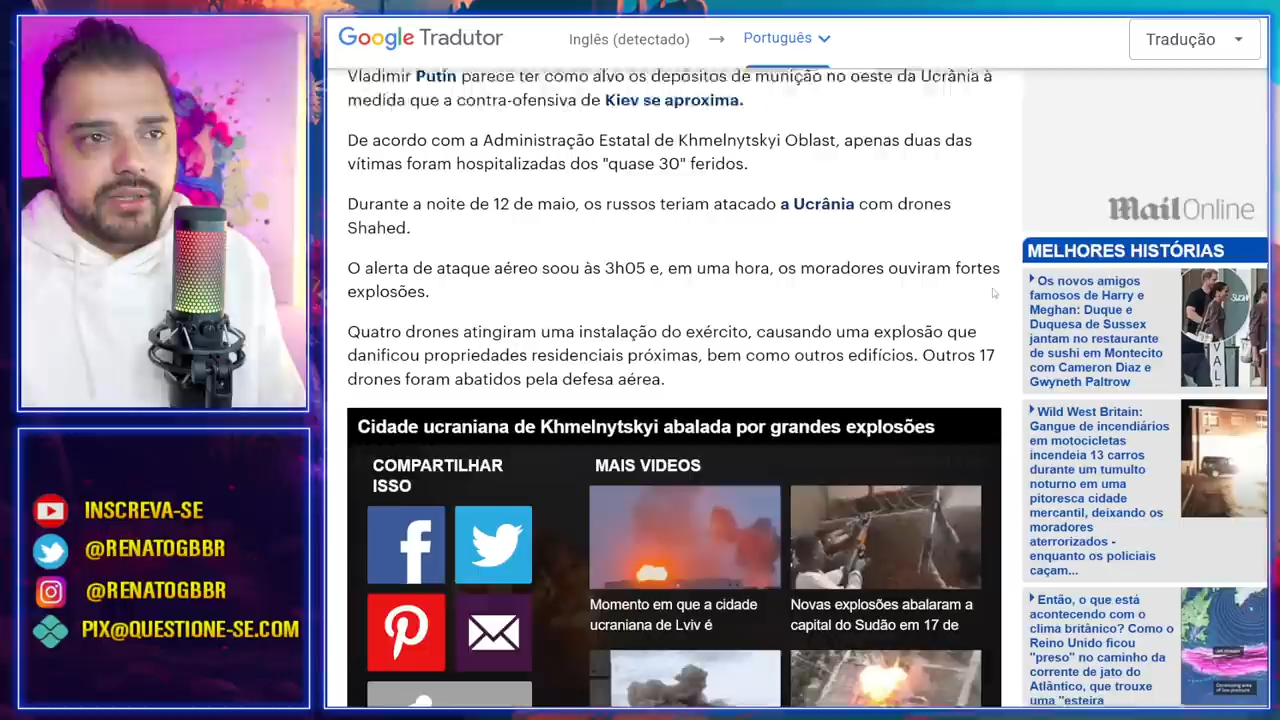 Google Tradutor
Inglês (detectado)
→
Português
Tradução
Vladimir Putin parece ter como alvo os depósitos de munição no oeste da Ucrânia à
medida que a contra-ofensiva de Kiev se aproxima.
De acordo com a Administração Estatal de Khmelnytskyi Oblast, apenas duas das
vítimas foram hospitalizadas dos "quase 30" feridos.
Durante a noite de 12 de maio, os russos teriam atacado a Ucrânia com drones
Shahed.
O alerta de ataque aéreo soou às 3h05 e, em uma hora, os moradores ouviram fortes
explosões.
Quatro drones atingiram uma instalação do exército, causando uma explosão que
danificou propriedades residenciais próximas, bem como outros edifícios. Outros 17
drones foram abatidos pela defesa aérea.
Cidade ucraniana de Khmelnytskyi abalada por grandes explosões
COMPARTILHAR
ISSO
MAIS VIDEOS
Momento em que a cidade
ucraniana de Lviv é
Novas explosões abalaram a
capital do Sudão em 17 de
Mail Online
MELHORES HISTÓRIAS
Os novos amigos
famosos de Harry e
Meghan: Duque e
Duquesa de Sussex
jantam no restaurante
de sushi em Montecito
com Cameron Diaz e
Gwyneth Paltrow
Wild West Britain:
Gangue de incendiários
em motocicletas
incendeia 13 carros
durante um tumulto
noturno em uma
pitoresca cidade
mercantil, deixando os
moradores
aterrorizados -
enquanto os policiais
caçam...
Então, o que está
acontecendo com o
clima britânico? Como o
Reino Unido ficou
"preso" no caminho da
corrente de jato do
Atlântico, que trouxe
uma "esteira
INSCREVA-SE
@RENATOGBBR
@RENATOGBBR
PIX@QUESTIONE-SE.COM